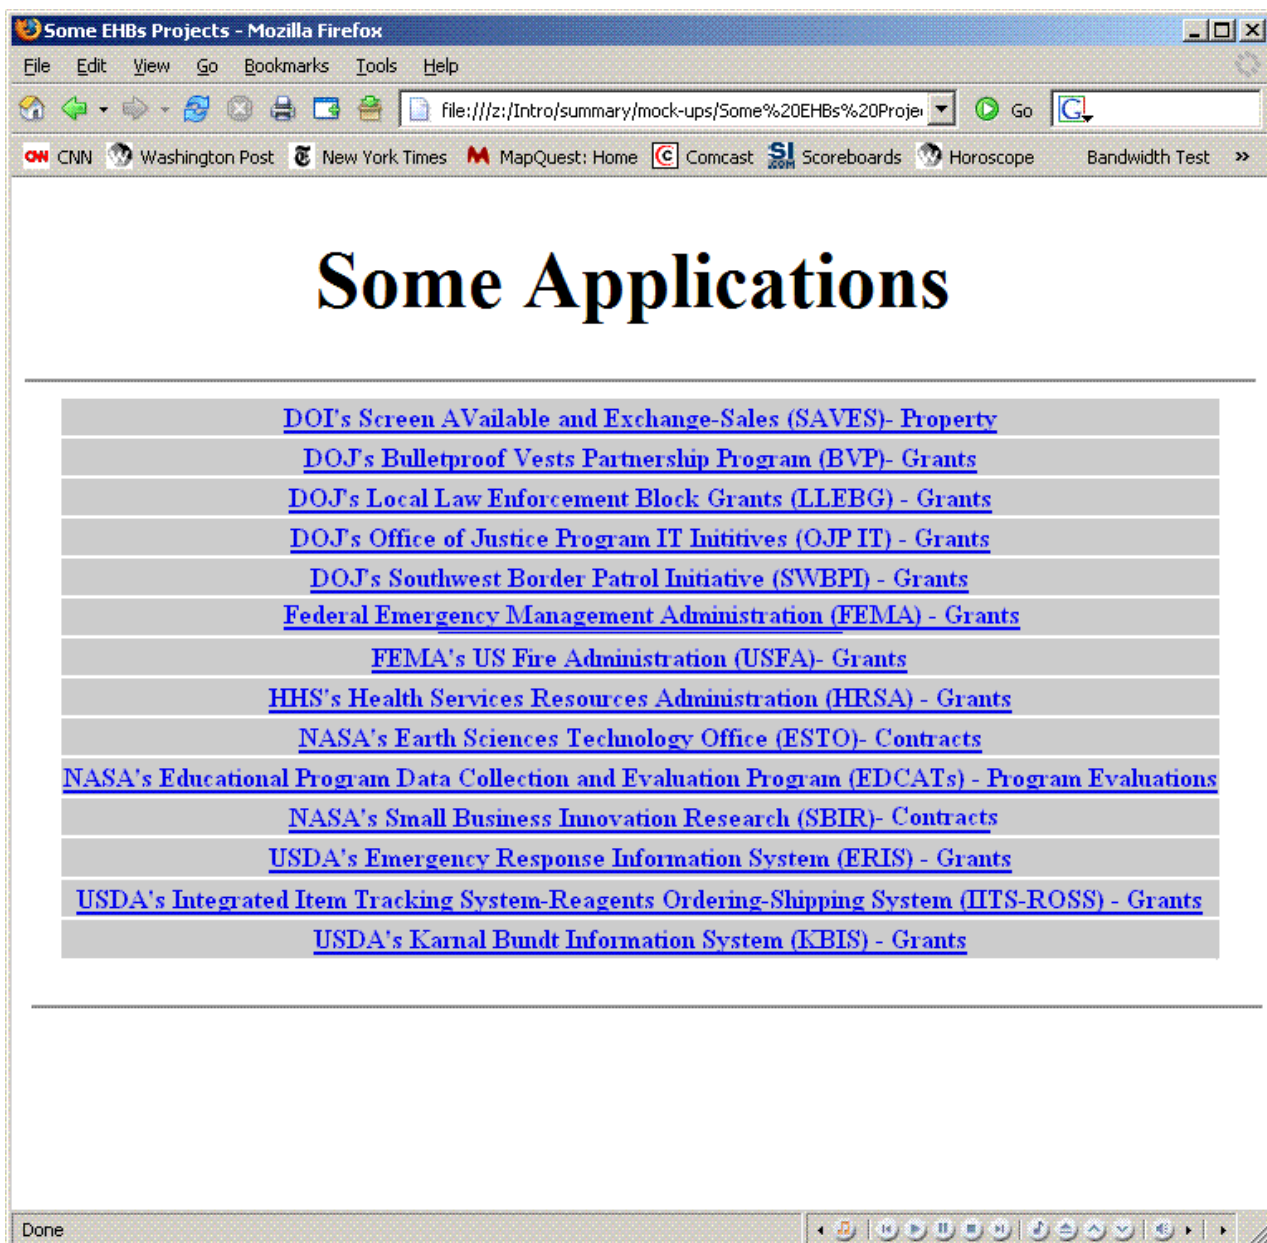 Some EHBs Projects - Mozilla Firefox
File Edit View Go Bookmarks Tools Help
file:///z:/Intro/summary/mock-ups/Some%20EHBs%20Projec Go G
CNN CNN Washington Post New York Times MapQuest: Home C Comcast SI.COM Scoreboards Horoscope Bandwidth Test »
Some Applications
DOI's Screen AVailable and Exchange-Sales (SAVES)- Property
DOJ's Bulletproof Vests Partnership Program (BVP)- Grants
DOJ's Local Law Enforcement Block Grants (LLEBG) - Grants
DOJ's Office of Justice Program IT Inititives (OJP IT) - Grants
DOJ's Southwest Border Patrol Initiative (SWBPI) - Grants
Federal Emergency Management Administration (FEMA) - Grants
FEMA's US Fire Administration (USFA)- Grants
HHS's Health Services Resources Administration (HRSA) - Grants
NASA's Earth Sciences Technology Office (ESTO)- Contracts
NASA's Educational Program Data Collection and Evaluation Program (EDCATs) - Program Evaluations
NASA's Small Business Innovation Research (SBIR)- Contracts
USDA's Emergency Response Information System (ERIS) - Grants
USDA's Integrated Item Tracking System-Reagents Ordering-Shipping System (IITS-ROSS) - Grants
USDA's Karnal Bundt Information System (KBIS) - Grants
Done